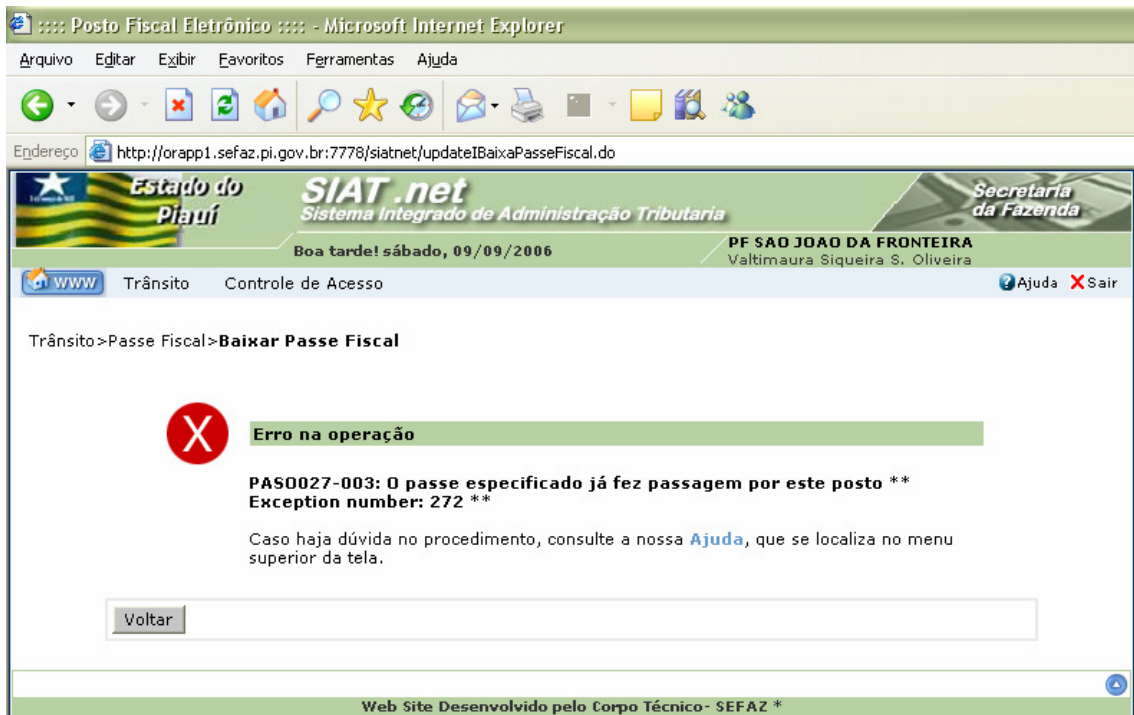 :::: Posto Fiscal Eletrônico :::: - Microsoft Internet Explorer
Arquivo Editar Exibir Favoritos Ferramentas Ajuda
Endereço http://orapp1.sefaz.pi.gov.br:7778/siatnet/updateIBaixaPasseFiscal.do
Estado do Piauí
SIAT .net
Sistema Integrado de Administração Tributaria
Secretaria da Fazenda
Boa tarde! sábado, 09/09/2006
PF SAO JOAO DA FRONTEIRA
Valtimaura Siqueira S. Oliveira
www Trânsito Controle de Acesso Ajuda Sair
Trânsito>Passe Fiscal>Baixar Passe Fiscal
X
Erro na operação
PAS0027-003: O passe especificado já fez passagem por este posto **
Exception number: 272 **
Caso haja dúvida no procedimento, consulte a nossa Ajuda, que se localiza no menu
superior da tela.
Voltar
Web Site Desenvolvido pelo Corpo Técnico- SEFAZ *